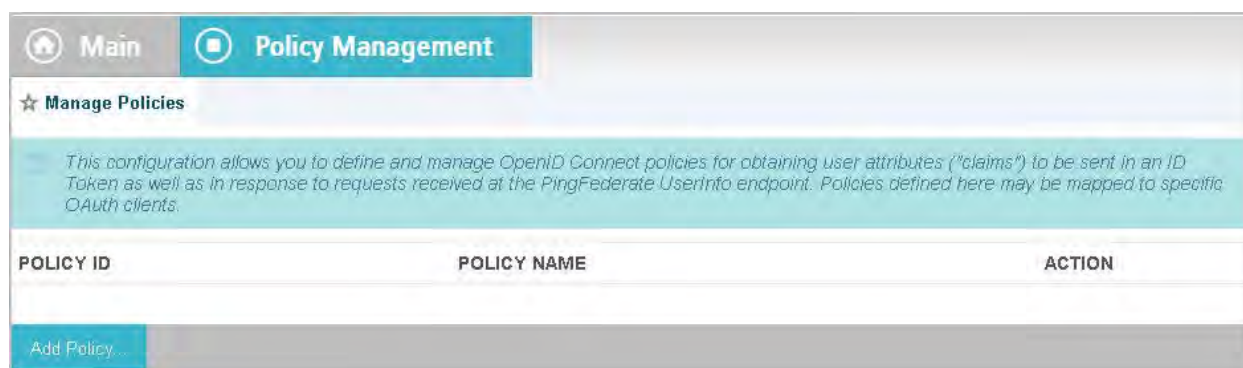 Main Policy Management
Manage Policies
This configuration allows you to define and manage OpenID Connect policies for obtaining user attributes ("claims") to be sent in an ID
Token as well as in response to requests received at the PingFederate UserInfo endpoint. Policies defined here may be mapped to specific
OAuth clients.
POLICY ID POLICY NAME ACTION
Add Policy...